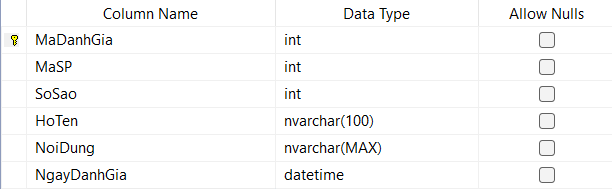 Column Name Data Type Allow Nulls
MaDanhGia int
MaSP int
SoSao int
HoTen nvarchar(100)
NoiDung nvarchar(MAX)
NgayDanhGia datetime